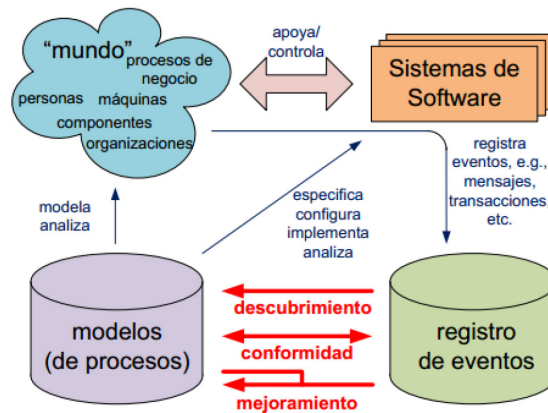 “mundo”
procesos de
negocio
personas
máquinas
componentes
organizaciones
apoya/
controla
Sistemas de
Software
registra
eventos, e.g.,
mensajes,
transacciones,
etc.
modela
analiza
especifica
configura
implementa
analiza
modelos
(de procesos)
descubrimiento
conformidad
mejoramiento
registro
de eventos